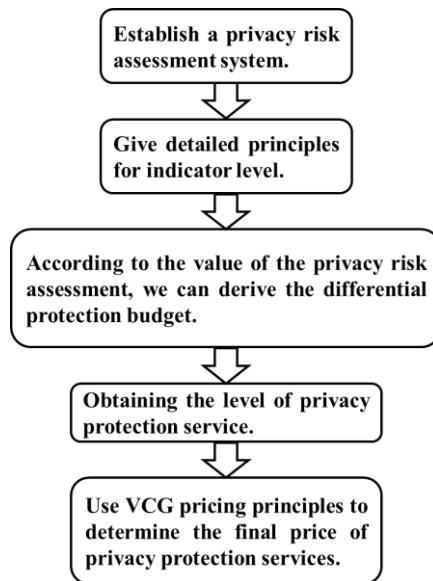 Establish a privacy risk
assessment system.
Give detailed principles
for indicator level.
According to the value of the privacy risk
assessment, we can derive the differential
protection budget.
Obtaining the level of privacy
protection service.
Use VCG pricing principles to
determine the final price of
privacy protection services.